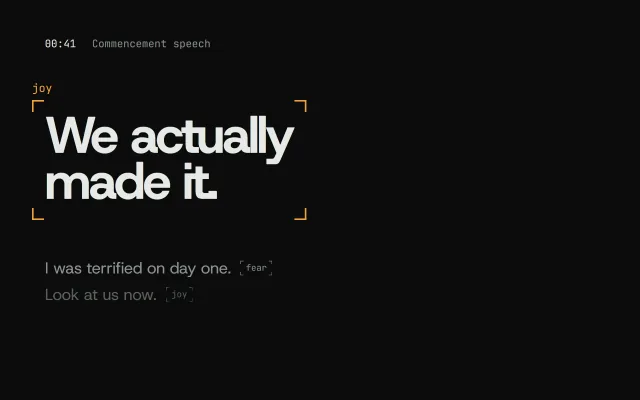 00:41 Commencement speech
joy
We actually
made it.
I was terrified on day one. fear
Look at us now. joy